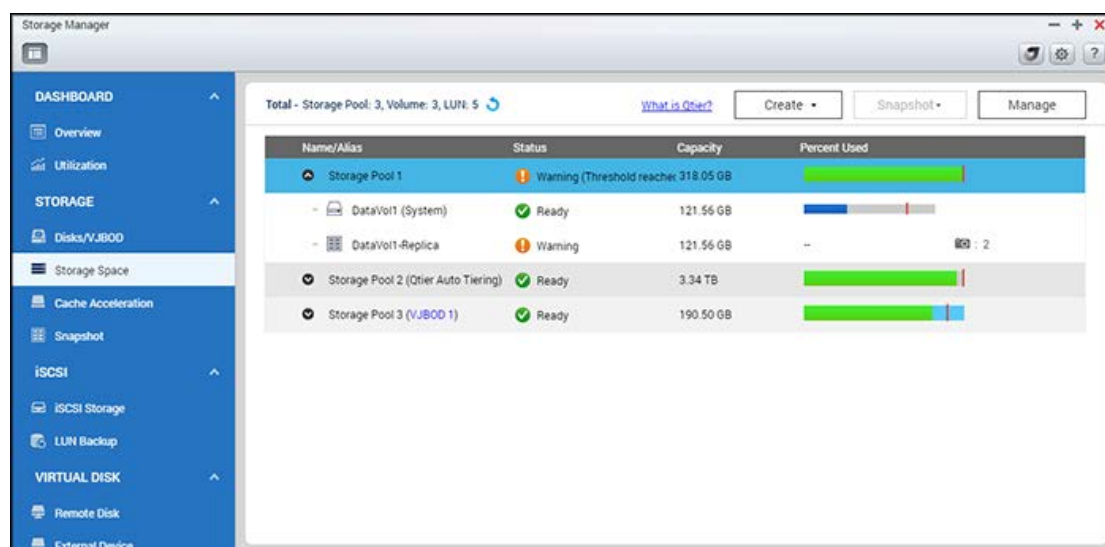 Storage Manager
DASHBOARD
Overview
Utilization
STORAGE
Disks/VJBOD
Storage Space
Cache Acceleration
Snapshot
iSCSI
iSCSI Storage
LUN Backup
VIRTUAL DISK
Remote Disk
External Device
Total - Storage Pool: 3, Volume: 3, LUN: 5 What is Qtier? Create Snapshot Manage
Name/Alias Status Capacity Percent Used
Storage Pool 1 Warning (Threshold reached 318.05 GB
DataVol1 (System) Ready 121.56 GB
DataVol1-Replica Warning 121.56 GB -- : 2
Storage Pool 2 (Qtier Auto Tiering) Ready 3.34 TB
Storage Pool 3 (VJBOD 1) Ready 190.50 GB